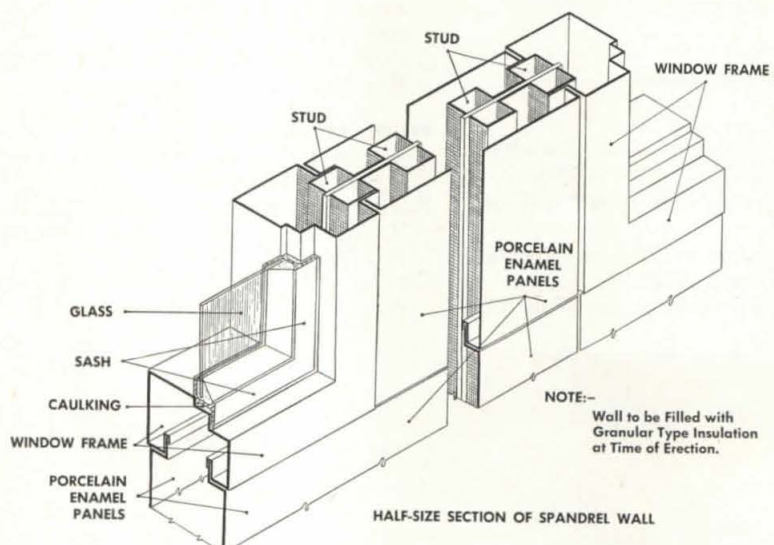 STUD
WINDOW FRAME
STUD
PORCELAIN
ENAMEL
PANELS
GLASS
SASH
CAULKING
WINDOW FRAME
PORCELAIN
ENAMEL
PANELS
NOTE:-
Wall to be Filled with
Granular Type Insulation
at Time of Erection.
HALF-SIZE SECTION OF SPANDREL WALL